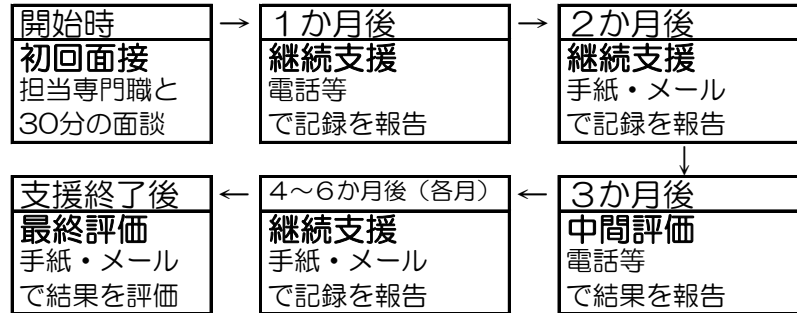 開始時
初回面接
担当専門職と
30分の面談
→
１か月後
継続支援
電話等
で記録を報告
→
２か月後
継続支援
手紙・メール
で記録を報告
↓
３か月後
中間評価
電話等
で結果を報告
←
４～６か月後（各月）
継続支援
手紙・メール
で記録を報告
←
支援終了後
最終評価
手紙・メール
で結果を評価